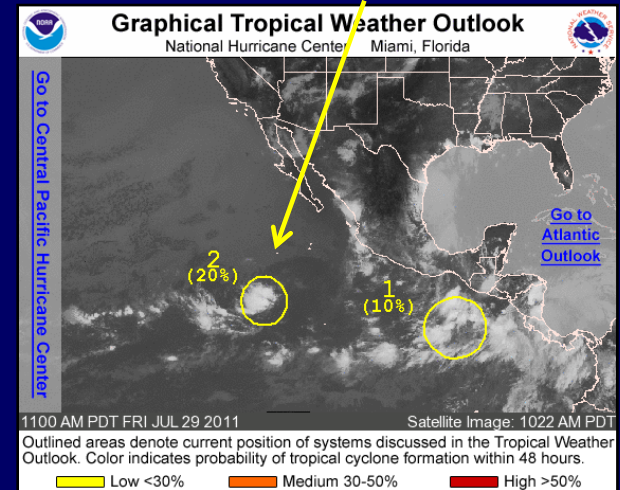 Graphical Tropical Weather Outlook
National Hurricane Center Miami, Florida
NOAA
Go to Central Pacific Hurricane Center
Go to
Atlantic
Outlook
2
(20%)
1
(10%)
1100 AM PDT FRI JUL 29 2011
Satellite Image: 1022 AM PDT
Outlined areas denote current position of systems discussed in the Tropical Weather
Outlook. Color indicates probability of tropical cyclone formation within 48 hours.
Low <30% Medium 30-50% High >50%